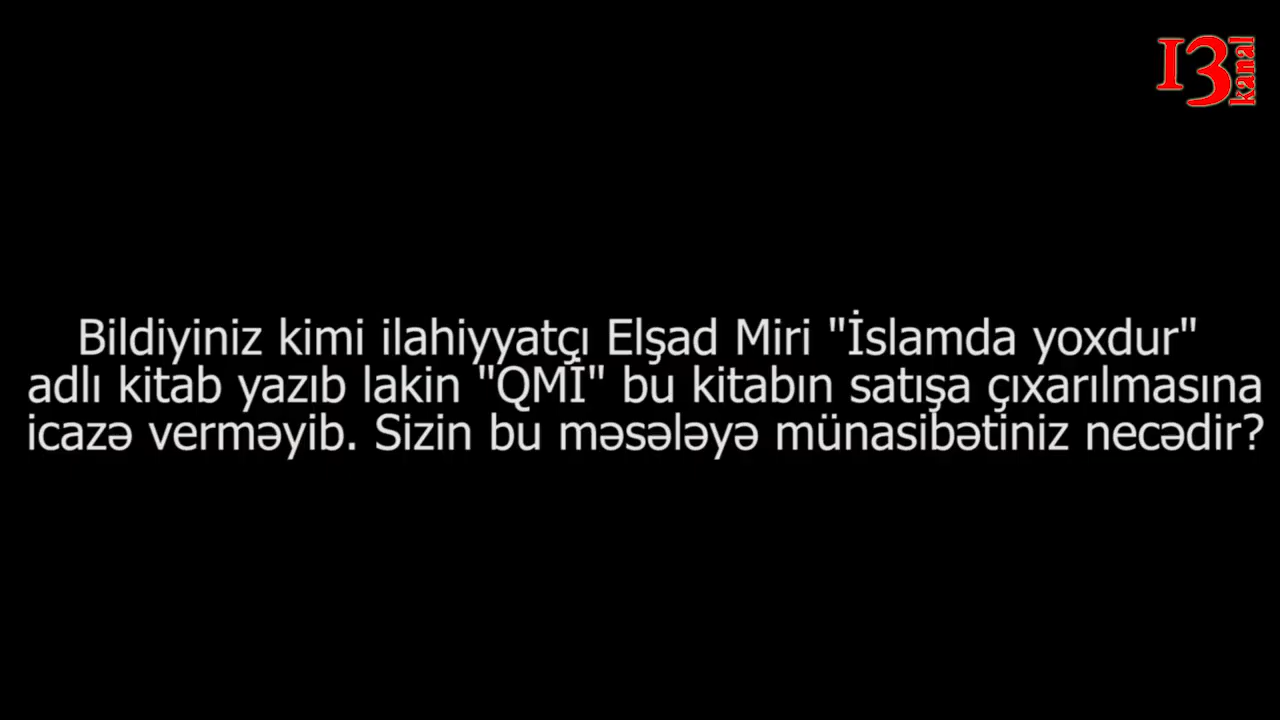 13 kanal
Bildiyiniz kimi ilahiyyatçı Elşad Miri "İslamda yoxdur"
adlı kitab yazıb lakin "QMİ" bu kitabın satışa çıxarılmasına
icazə verməyib. Sizin bu məsələyə münasibətiniz necədir?